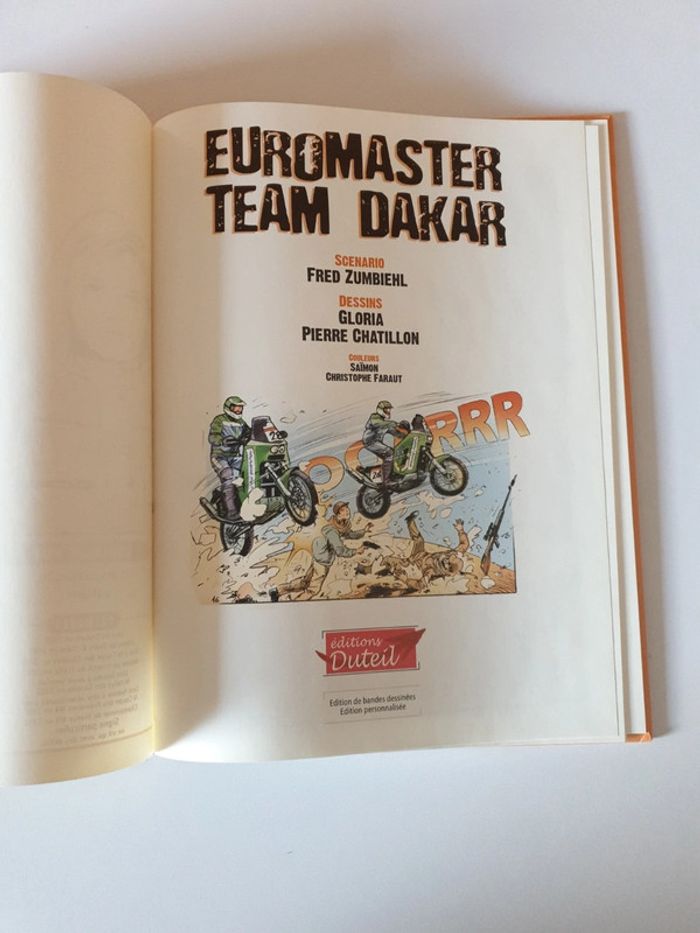 EUROMASTER
TEAM DAKAR
SCENARIO
FRED ZUMBIEHL
DESSINS
GLORIA
PIERRE CHATILLON
COULEURS
SAÏMON
CHRISTOPHE FARAUT
RRR
éditions
Duteil
Edition de bandes dessinées
Edition personnalisée